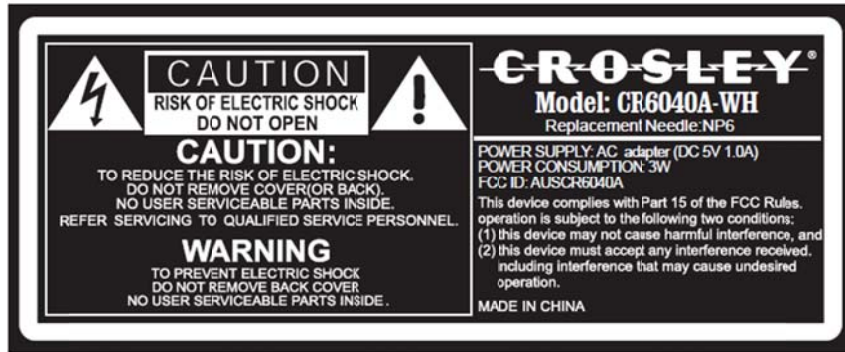 CAUTION
RISK OF ELECTRIC SHOCK
DO NOT OPEN
CAUTION:
TO REDUCE THE RISK OF ELECTRIC SHOCK.
DO NOT REMOVE COVER(OR BACK).
NO USER SERVICEABLE PARTS INSIDE.
REFER SERVICING TO QUALIFIED SERVICE PERSONNEL.
WARNING
TO PREVENT ELECTRIC SHOCK
DO NOT REMOVE BACK COVER
NO USER SERVICEABLE PARTS INSIDE.
CROSLEY®
Model: CR6040A-WH
Replacement Needle:NP6
POWER SUPPLY: AC adapter (DC 5V 1.0A)
POWER CONSUMPTION: 3W
FCC ID: AUSCR6040A
This device complies with Part 15 of the FCC Rules.
operation is subject to the following two conditions:
(1) this device may not cause harmful interference, and
(2) this device must accept any interference received.
including interference that may cause undesired
operation.
MADE IN CHINA